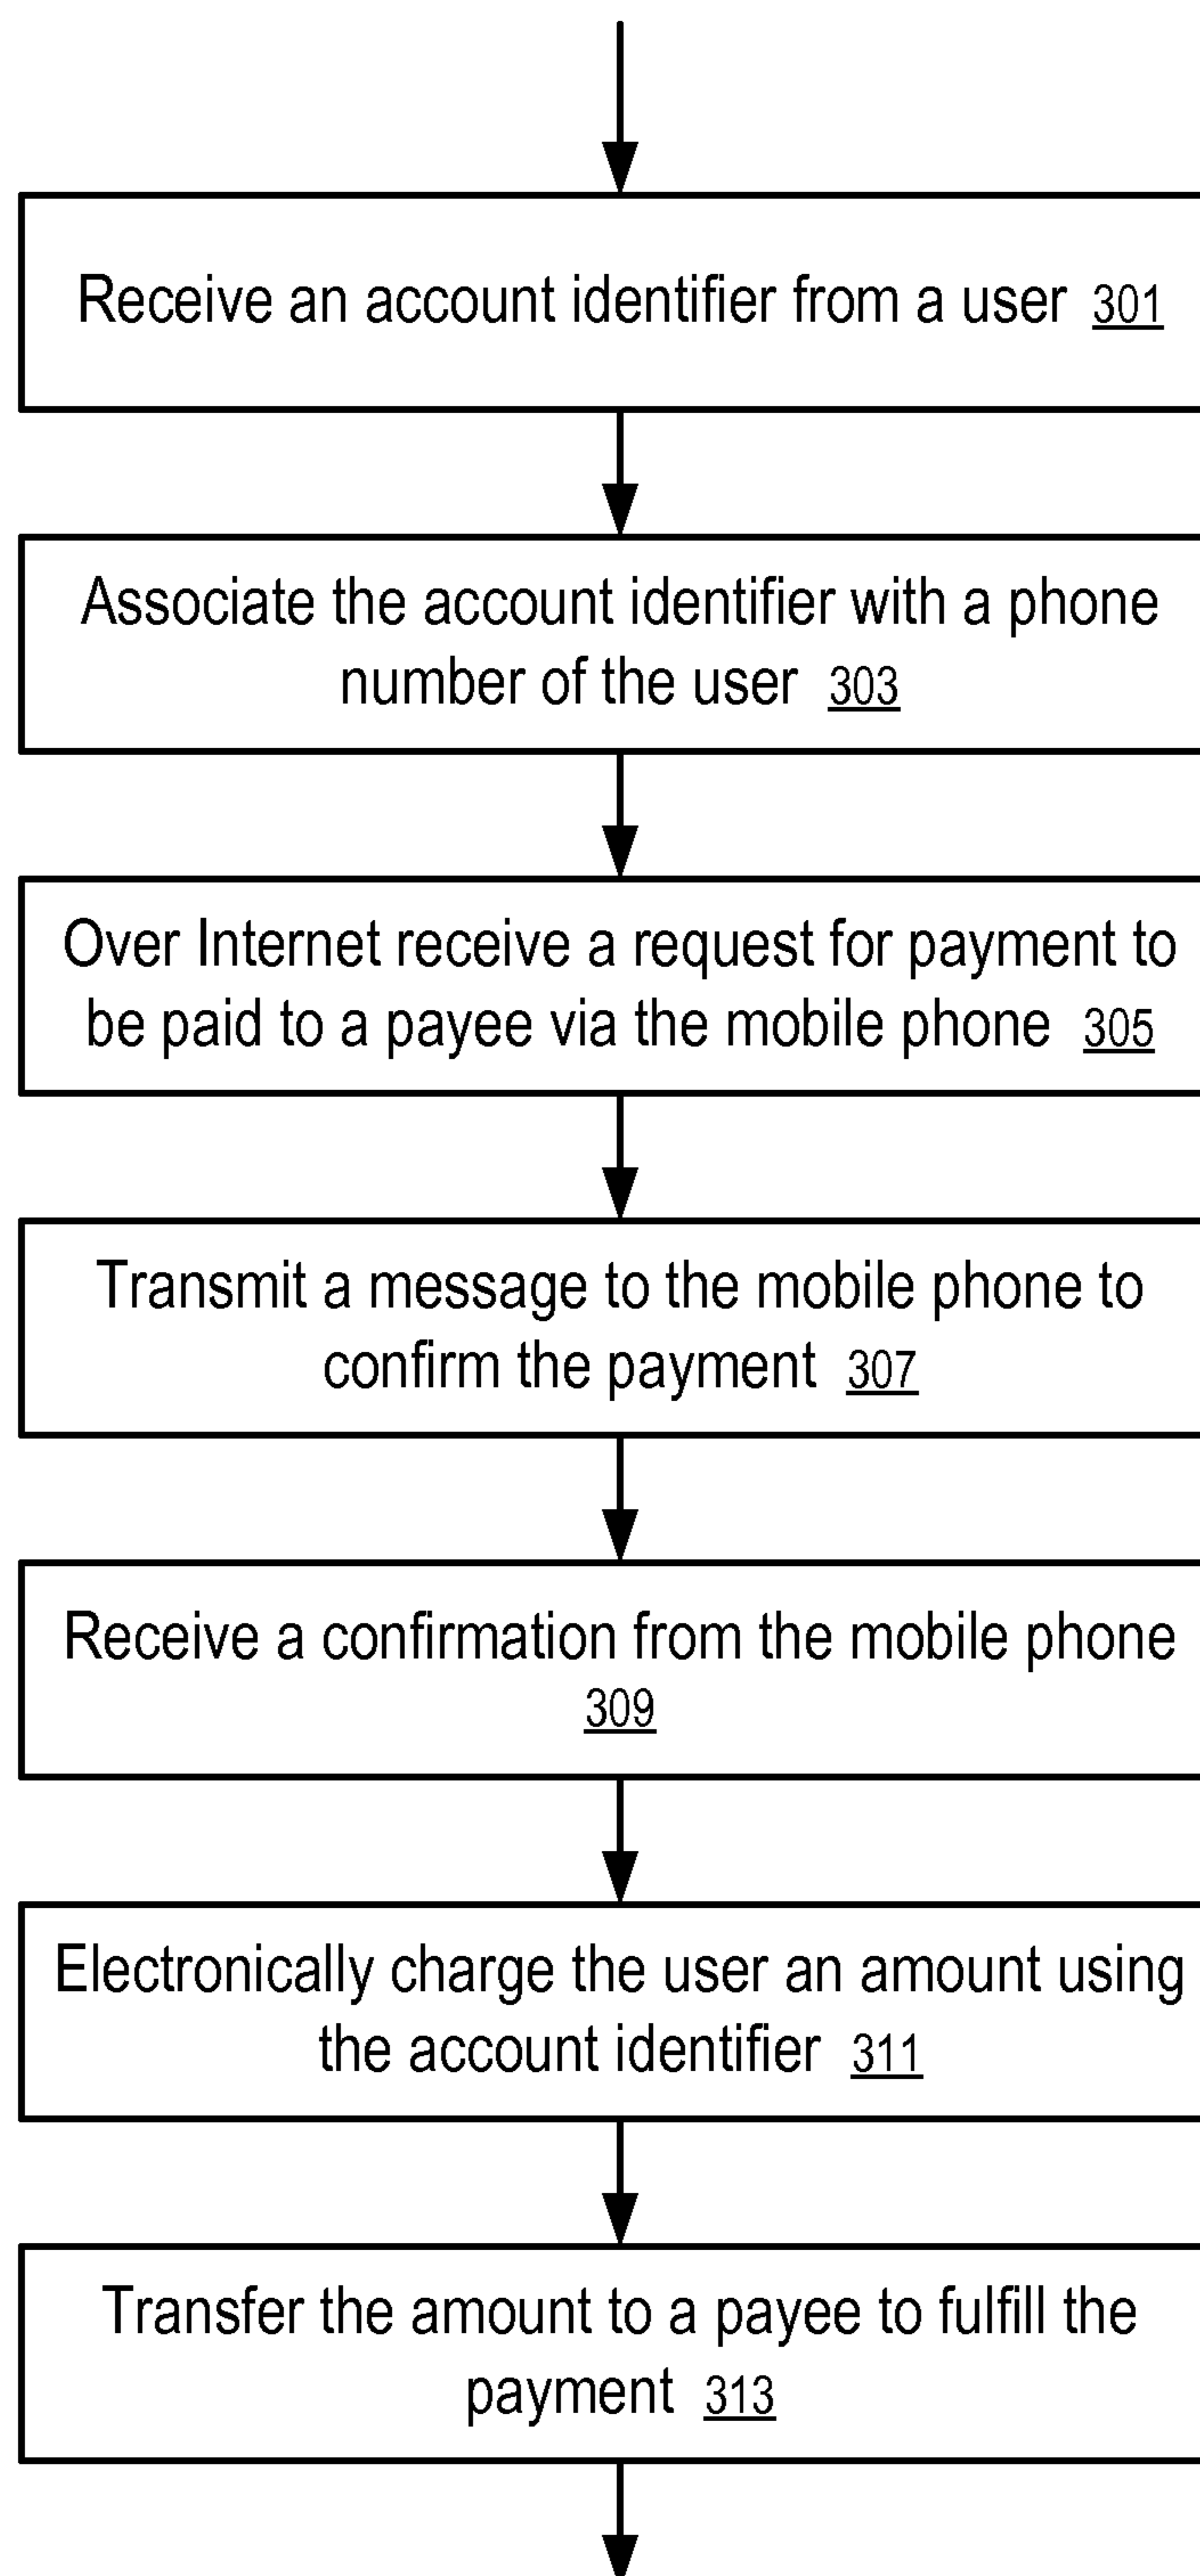 Receive an account identifier from a user 301
Associate the account identifier with a phone
number of the user 303
Over Internet receive a request for payment to
be paid to a payee via the mobile phone 305
Transmit a message to the mobile phone to
confirm the payment 307
Receive a confirmation from the mobile phone
309
Electronically charge the user an amount using
the account identifier 311
Transfer the amount to a payee to fulfill the
payment 313